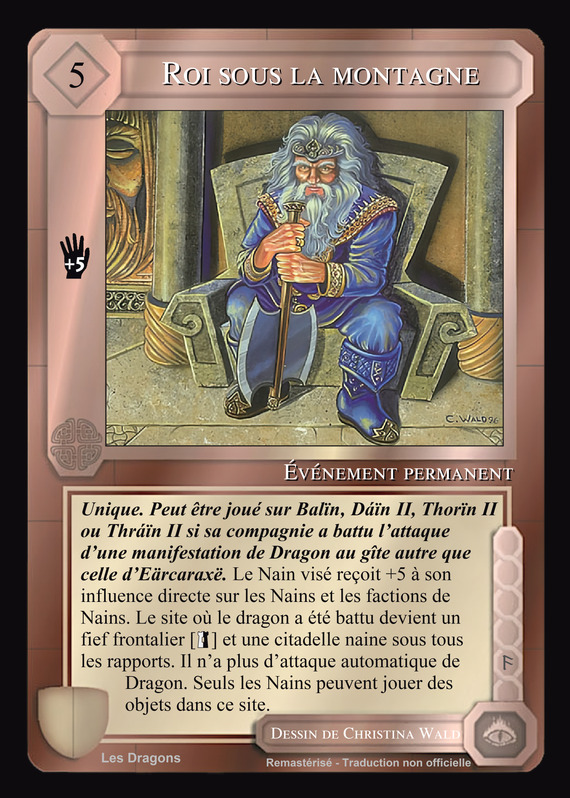 5
ROI SOUS LA MONTAGNE
+5
C. WALD 96
ÉVÉNEMENT PERMANENT
Unique. Peut être joué sur Balïn, Dáïn II, Thorïn II
ou Thráïn II si sa compagnie a battu l’attaque
d’une manifestation de Dragon au gîte autre que
celle d’Eärcaraxë. Le Nain visé reçoit +5 à son
influence directe sur les Nains et les factions de
Nains. Le site où le dragon a été battu devient un
fief frontalier [ ] et une citadelle naine sous tous
les rapports. Il n’a plus d’attaque automatique de
Dragon. Seuls les Nains peuvent jouer des
objets dans ce site.
DESSIN DE CHRISTINA WALD
Les Dragons
Remastérisé - Traduction non officielle